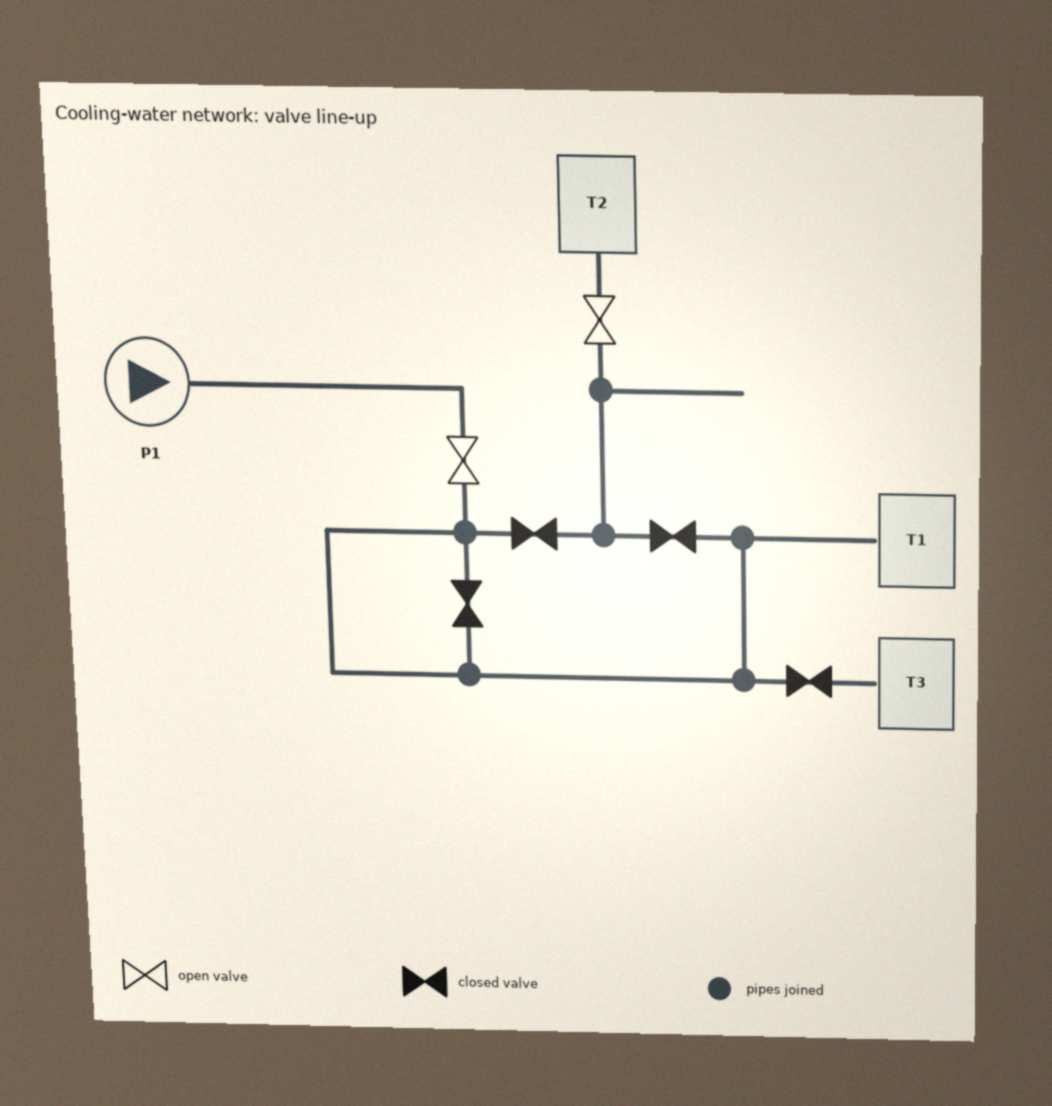 Cooling-water network: valve line-up
T2
P1
T1
T3
open valve
closed valve
pipes joined